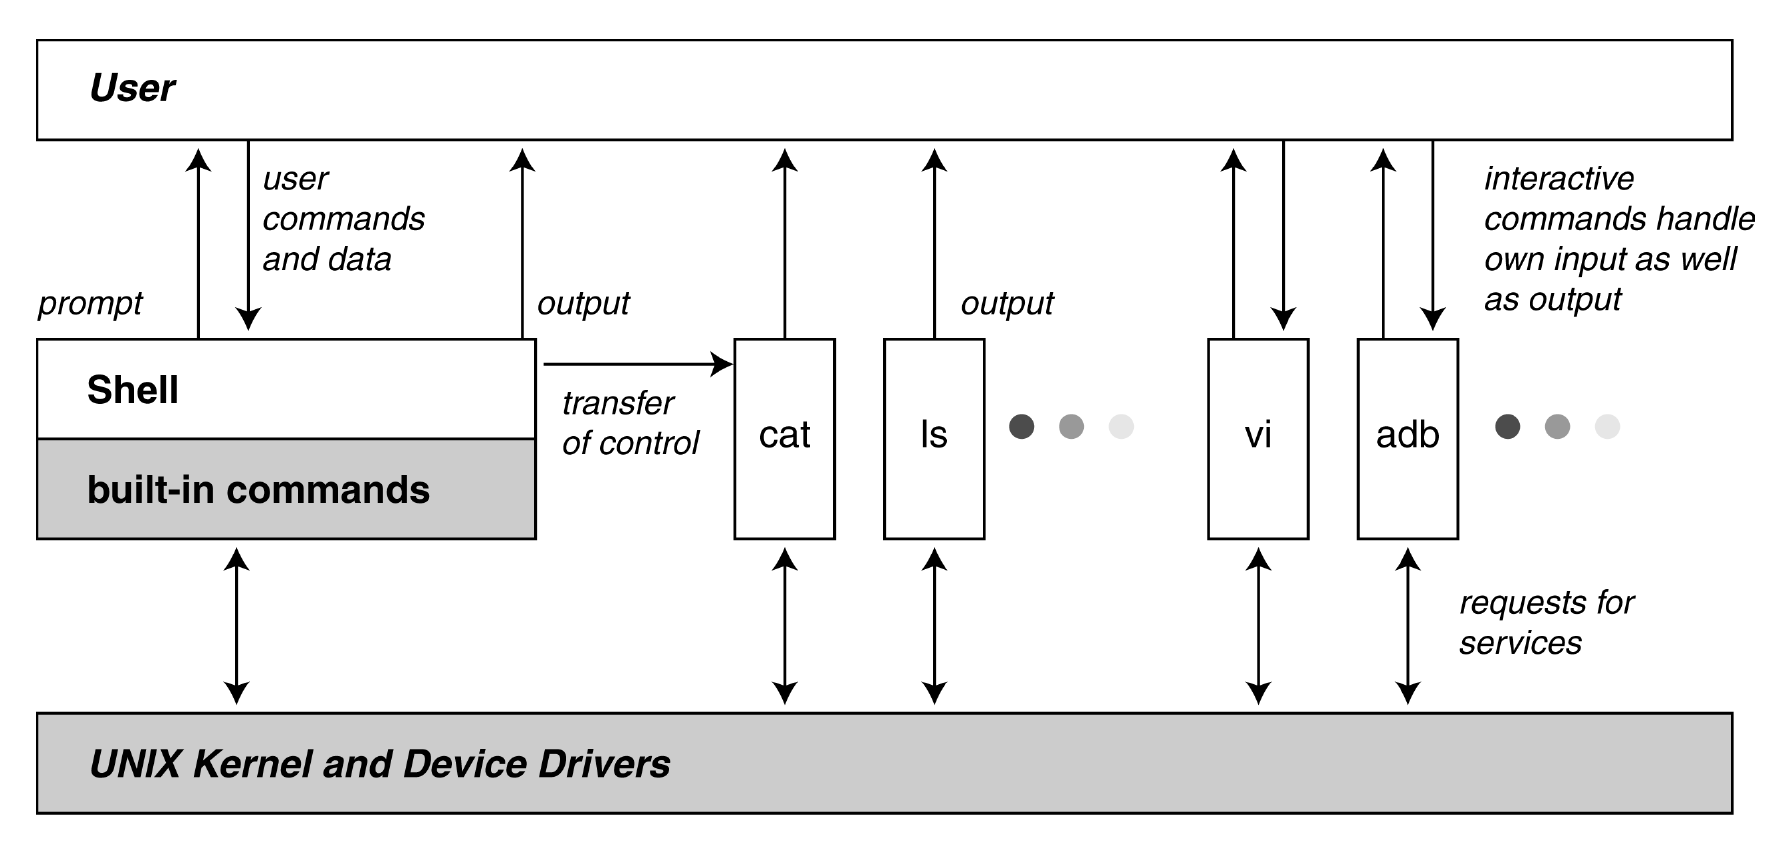 User
user
commands
and data
prompt
output
output
interactive
commands handle
own input as well
as output
Shell
built-in commands
transfer
of control
cat
ls
vi
adb
requests for
services
UNIX Kernel and Device Drivers